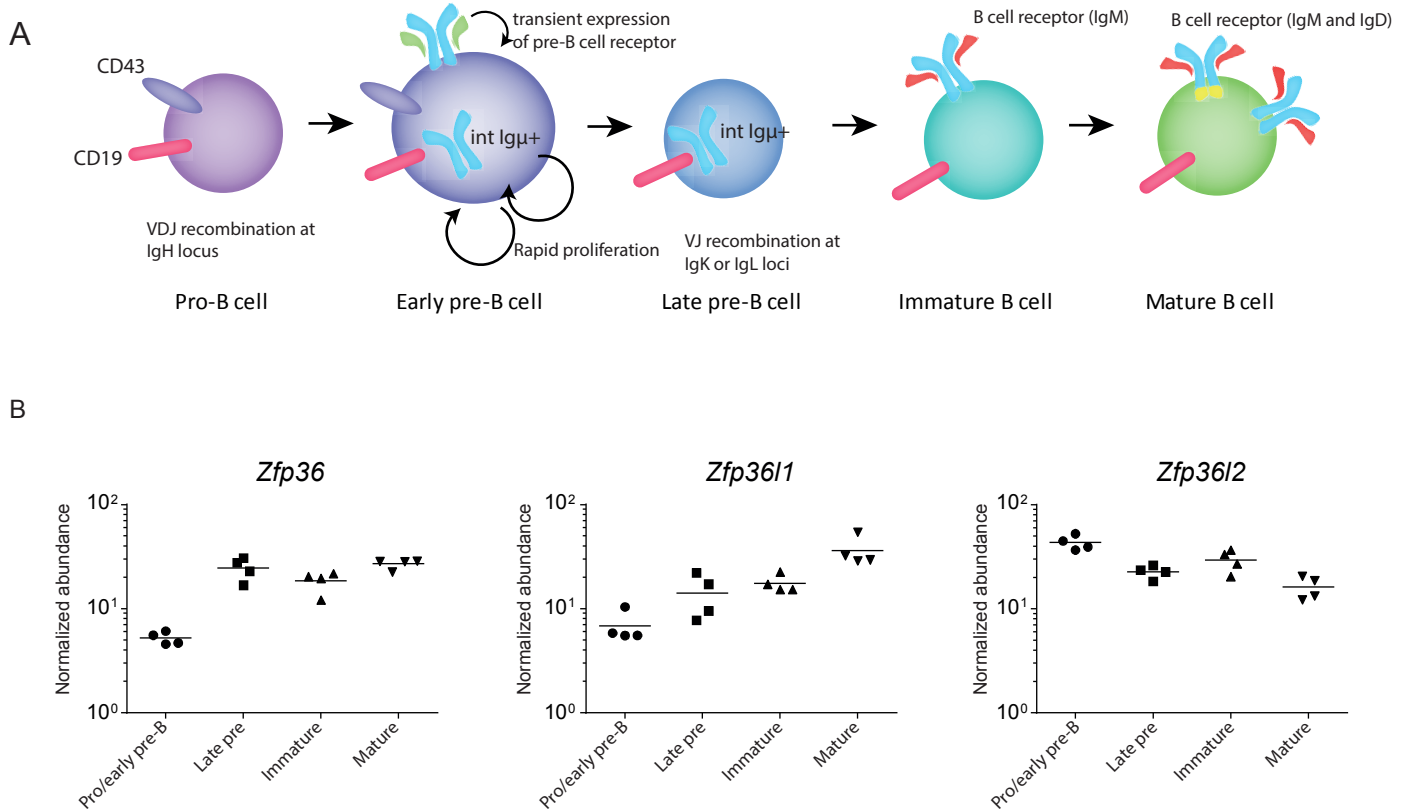 A
CD43
CD19
VDJ recombination at
IgH locus
Pro-B cell
transient expression
of pre-B cell receptor
int Igμ+
Rapid proliferation
Early pre-B cell
int Igμ+
VJ recombination at
IgK or IgL loci
Late pre-B cell
B cell receptor (IgM)
Immature B cell
B cell receptor (IgM and IgD)
Mature B cell
B
Zfp36
Normalized abundance
10²
10¹
10⁰
Pro/early pre-B
Late pre
Immature
Mature
Zfp36l1
Normalized abundance
10²
10¹
10⁰
Pro/early pre-B
Late pre
Immature
Mature
Zfp36l2
Normalized abundance
10²
10¹
10⁰
Pro/early pre-B
Late pre
Immature
Mature